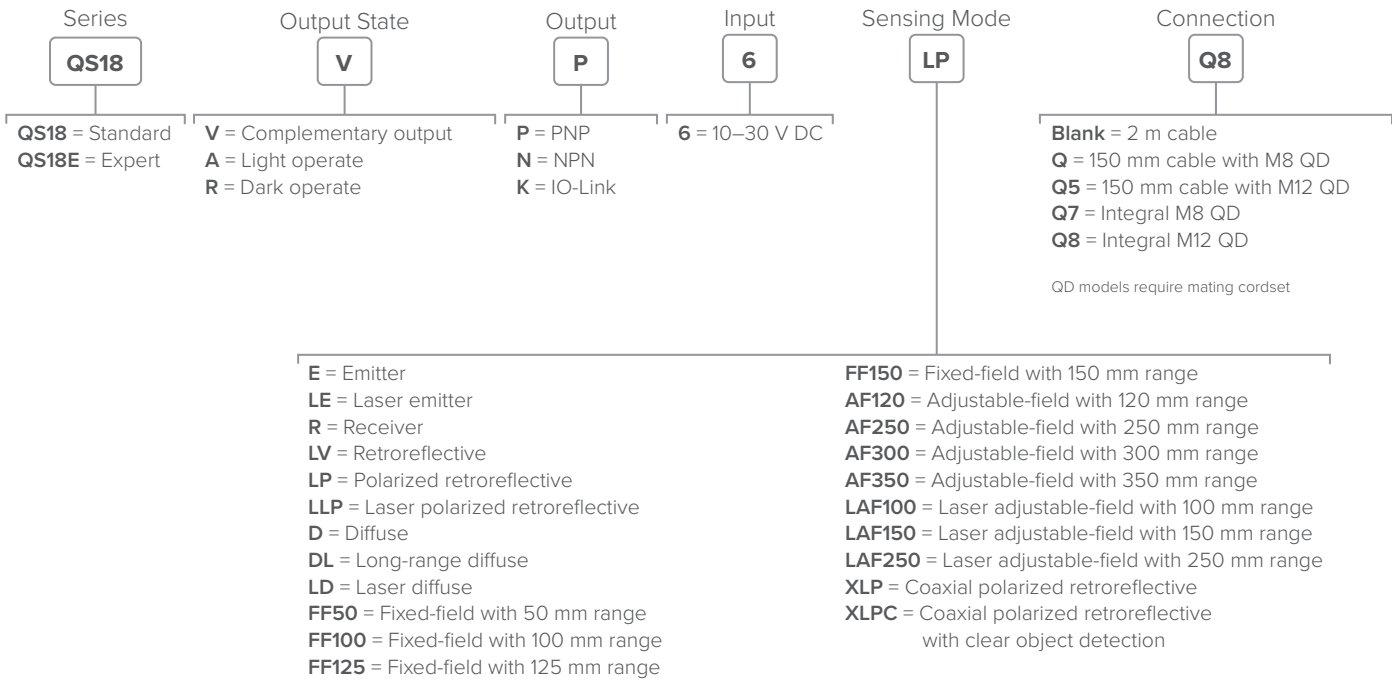 Series
QS18
QS18 = Standard
QS18E = Expert
Output State
V
V = Complementary output
A = Light operate
R = Dark operate
Output
P
P = PNP
N = NPN
K = IO-Link
Input
6
6 = 10–30 V DC
Sensing Mode
LP
E = Emitter
LE = Laser emitter
R = Receiver
LV = Retroreflective
LP = Polarized retroreflective
LLP = Laser polarized retroreflective
D = Diffuse
DL = Long-range diffuse
LD = Laser diffuse
FF50 = Fixed-field with 50 mm range
FF100 = Fixed-field with 100 mm range
FF125 = Fixed-field with 125 mm range
FF150 = Fixed-field with 150 mm range
AF120 = Adjustable-field with 120 mm range
AF250 = Adjustable-field with 250 mm range
AF300 = Adjustable-field with 300 mm range
AF350 = Adjustable-field with 350 mm range
LAF100 = Laser adjustable-field with 100 mm range
LAF150 = Laser adjustable-field with 150 mm range
LAF250 = Laser adjustable-field with 250 mm range
XLP = Coaxial polarized retroreflective
XLPC = Coaxial polarized retroreflective
with clear object detection
Connection
Q8
Blank = 2 m cable
Q = 150 mm cable with M8 QD
Q5 = 150 mm cable with M12 QD
Q7 = Integral M8 QD
Q8 = Integral M12 QD
QD models require mating cordset